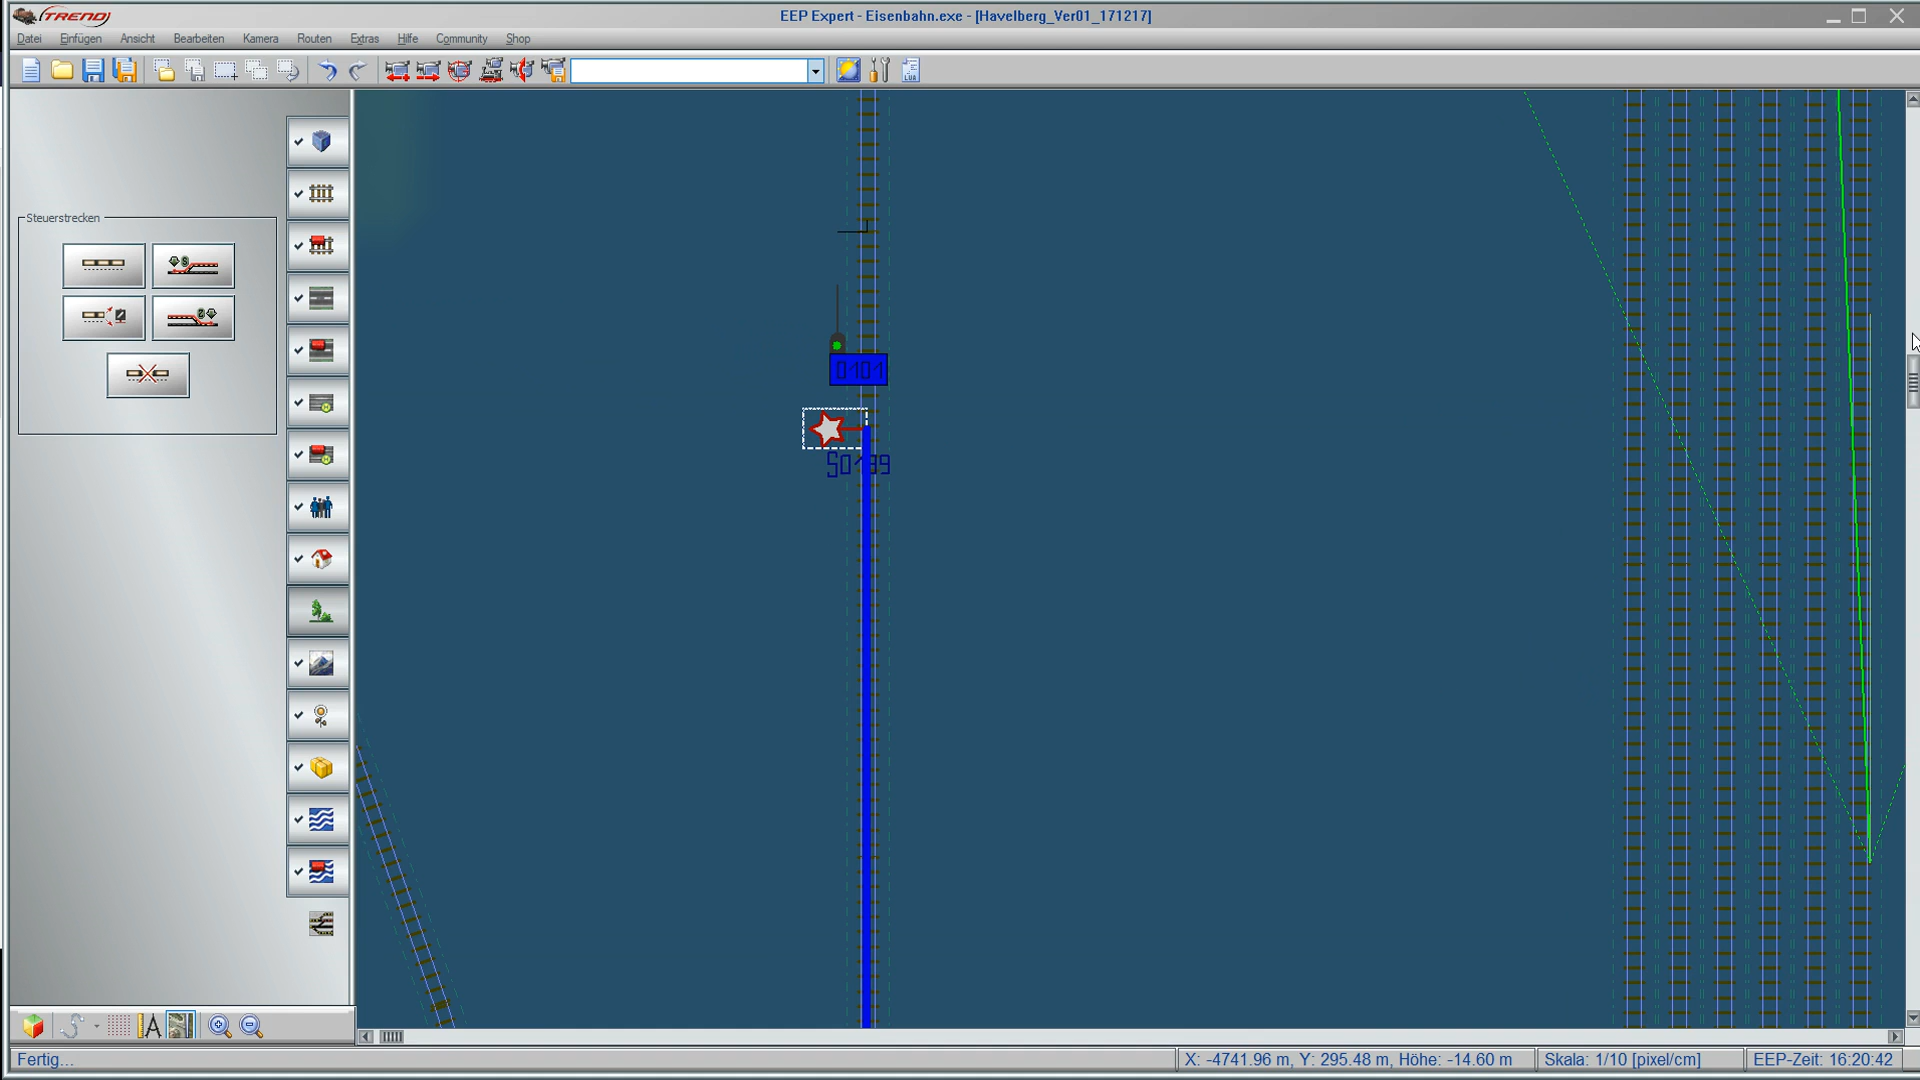 TREND
EEP Expert - Eisenbahn.exe - [Havelberg_Ver01_171217]
Datei Einfügen Ansicht Bearbeiten Kamera Routen Extras Hilfe Community Shop
LUA
Steuerstrecken
0101
Fertig...
X: -4741.96 m, Y: 295.48 m, Höhe: -14.60 m
Skala: 1/10 [pixel/cm]
EEP-Zeit: 16:20:42